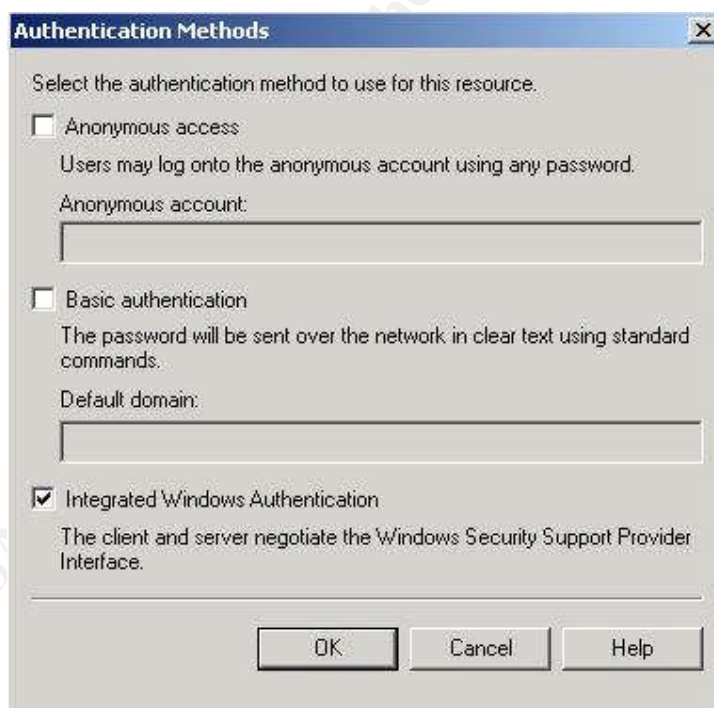 Authentication Methods
Select the authentication method to use for this resource.
Anonymous access
Users may log onto the anonymous account using any password.
Anonymous account:
Basic authentication
The password will be sent over the network in clear text using standard
commands.
Default domain:
Integrated Windows Authentication
The client and server negotiate the Windows Security Support Provider
Interface.
OK
Cancel
Help